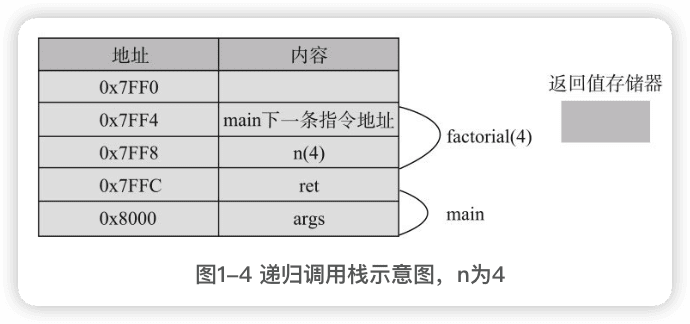 地址 内容
0x7FF0
0x7FF4 main下一条指令地址
0x7FF8 n(4)
0x7FFC ret
0x8000 args
factorial(4)
main
返回值存储器
图1-4 递归调用栈示意图，n为4